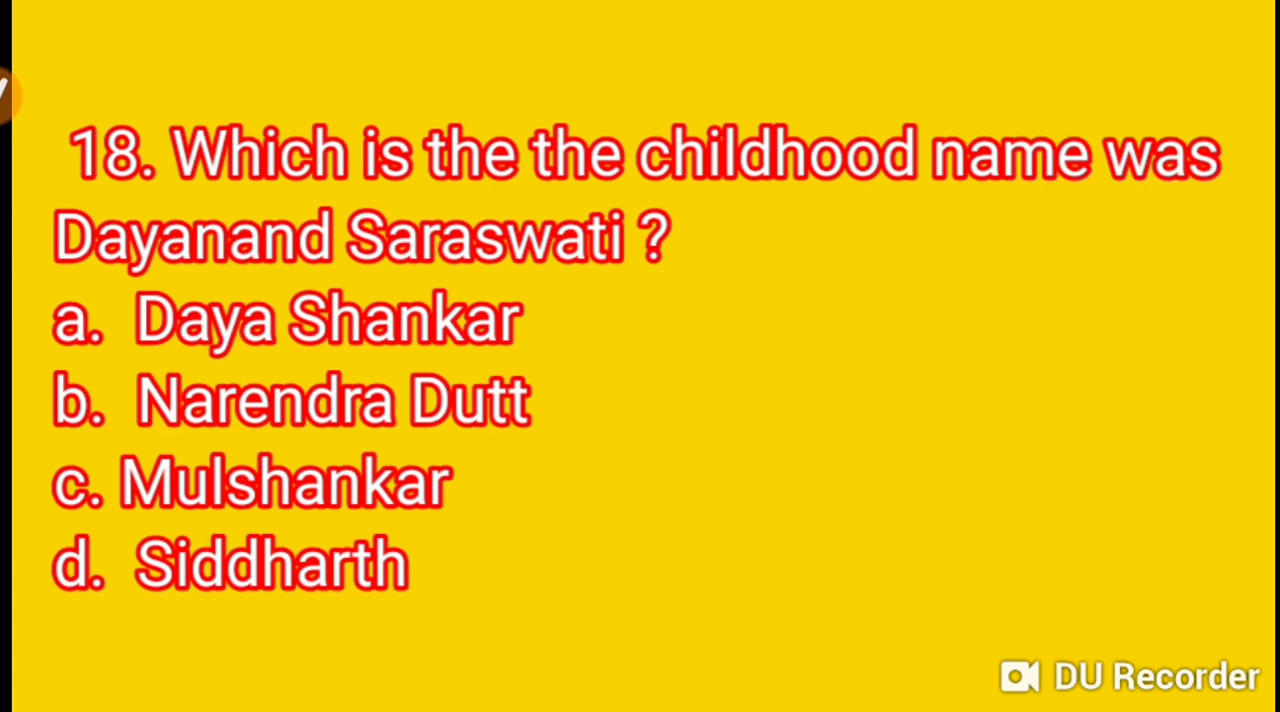 18. Which is the the childhood name was
Dayanand Saraswati ?
a. Daya Shankar
b. Narendra Dutt
c. Mulshankar
d. Siddharth
DU Recorder